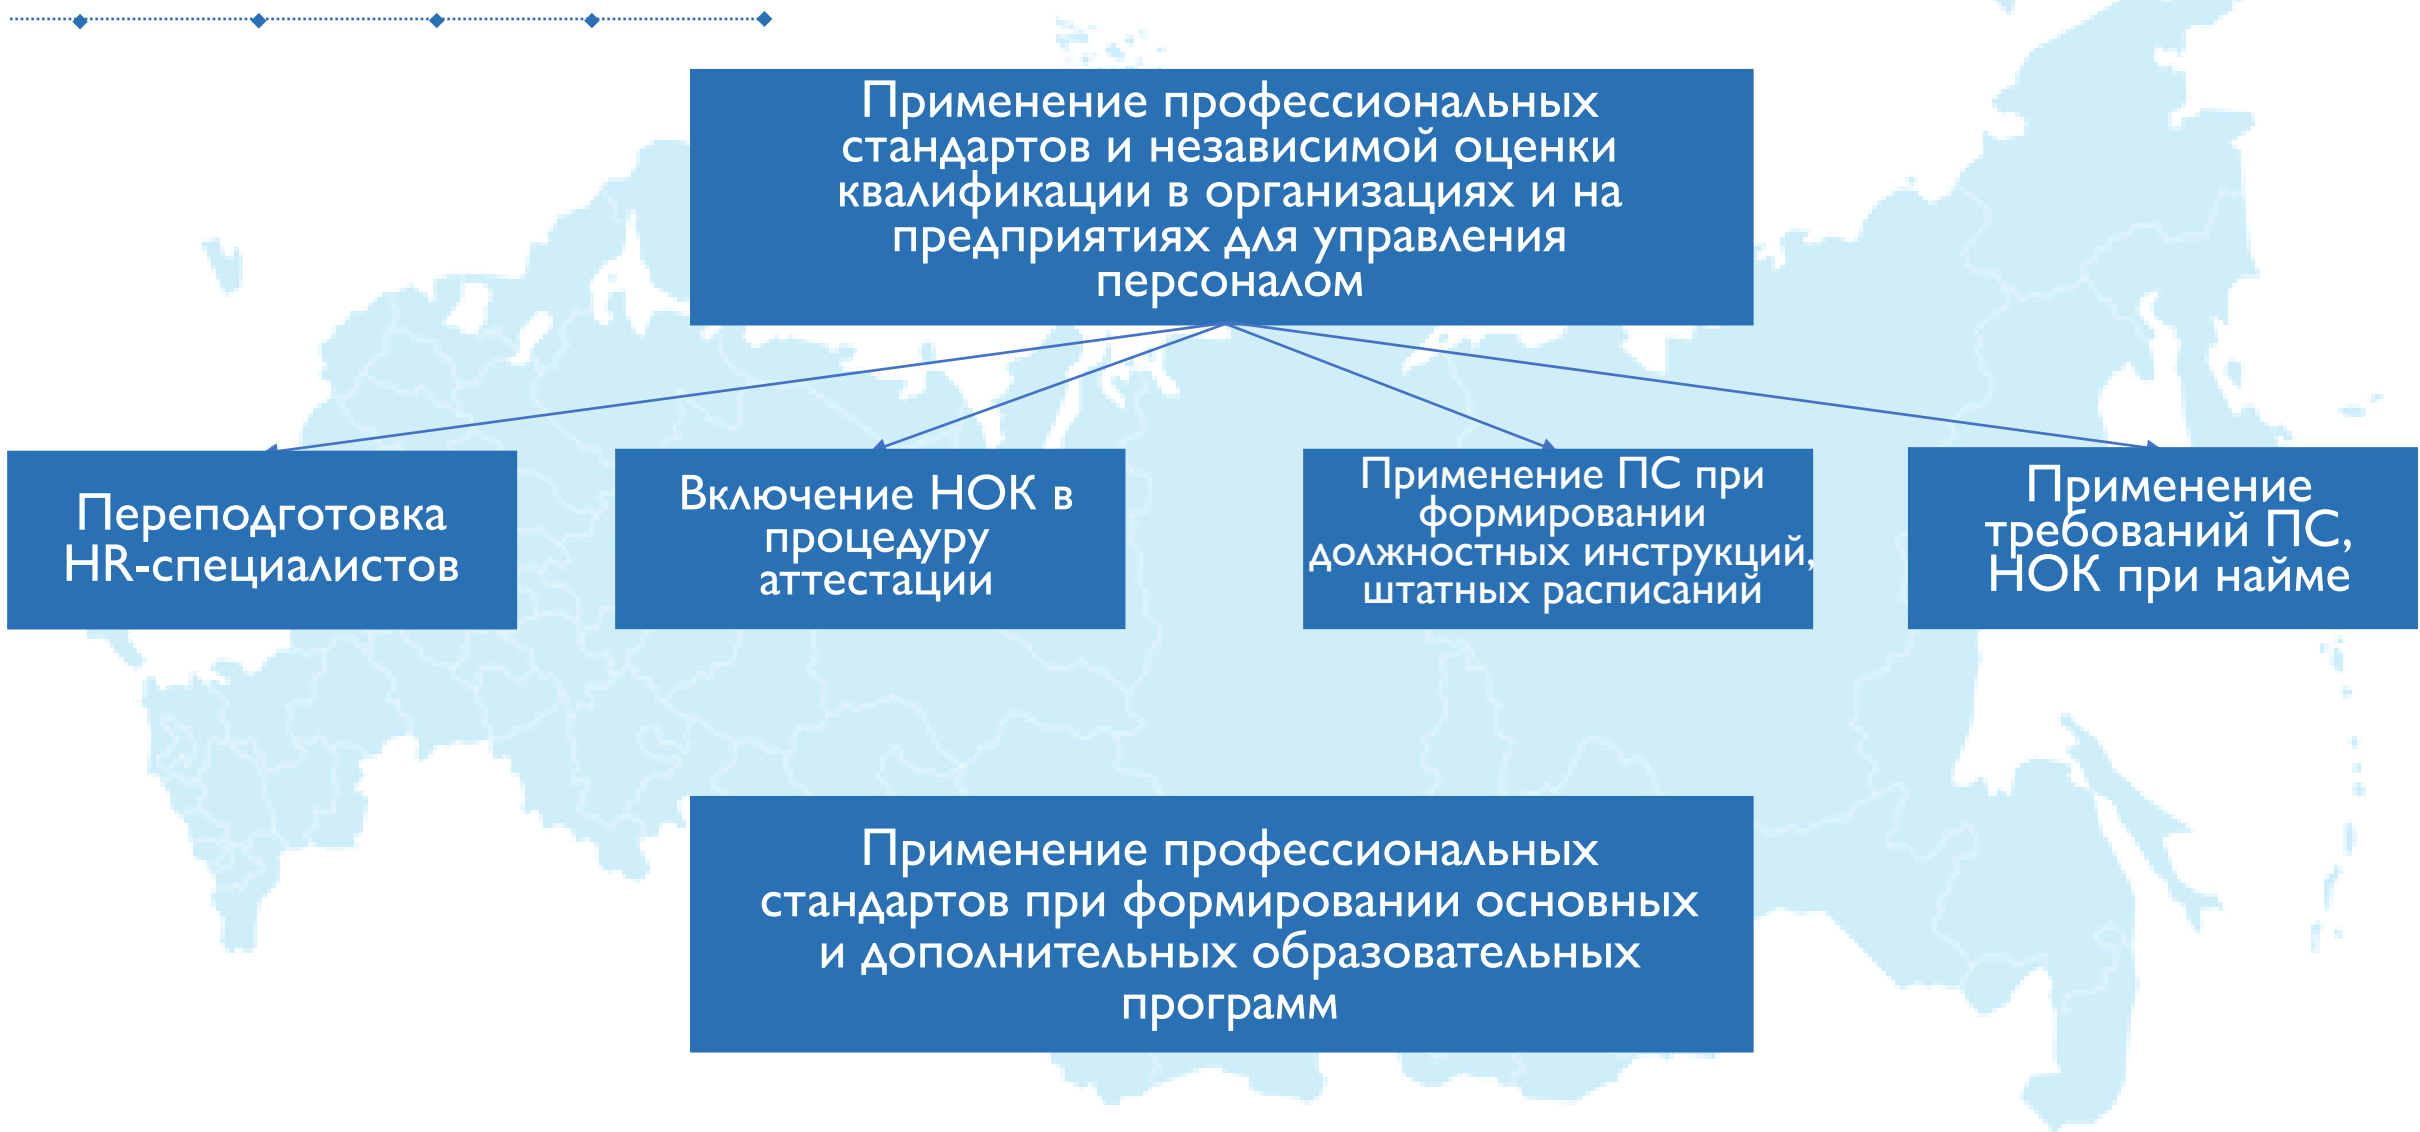 Применение профессиональных
стандартов и независимой оценки
квалификации в организациях и на
предприятиях для управления
персоналом
Переподготовка
HR-специалистов
Включение НОК в
процедуру
аттестации
Применение ПС при
формировании
должностных инструкций,
штатных расписаний
Применение
требований ПС,
НОК при найме
Применение профессиональных
стандартов при формировании основных
и дополнительных образовательных
программ